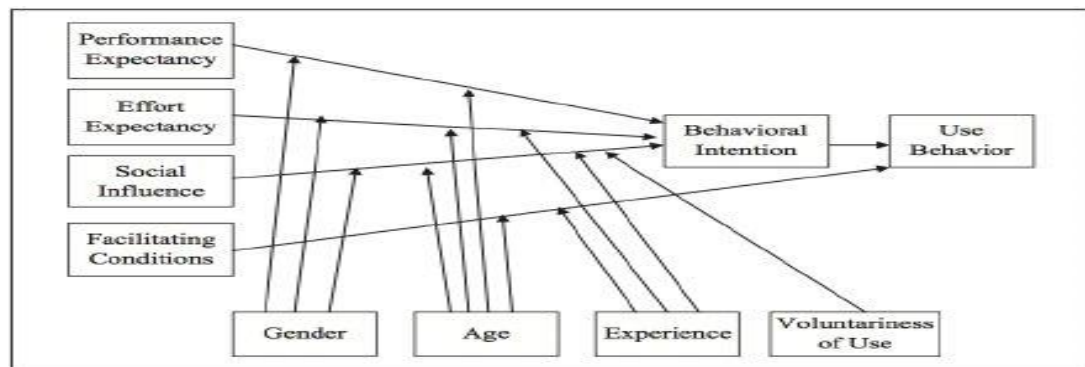 Performance
Expectancy
Effort
Expectancy
Social
Influence
Facilitating
Conditions
Behavioral
Intention
Use
Behavior
Gender
Age
Experience
Voluntariness
of Use